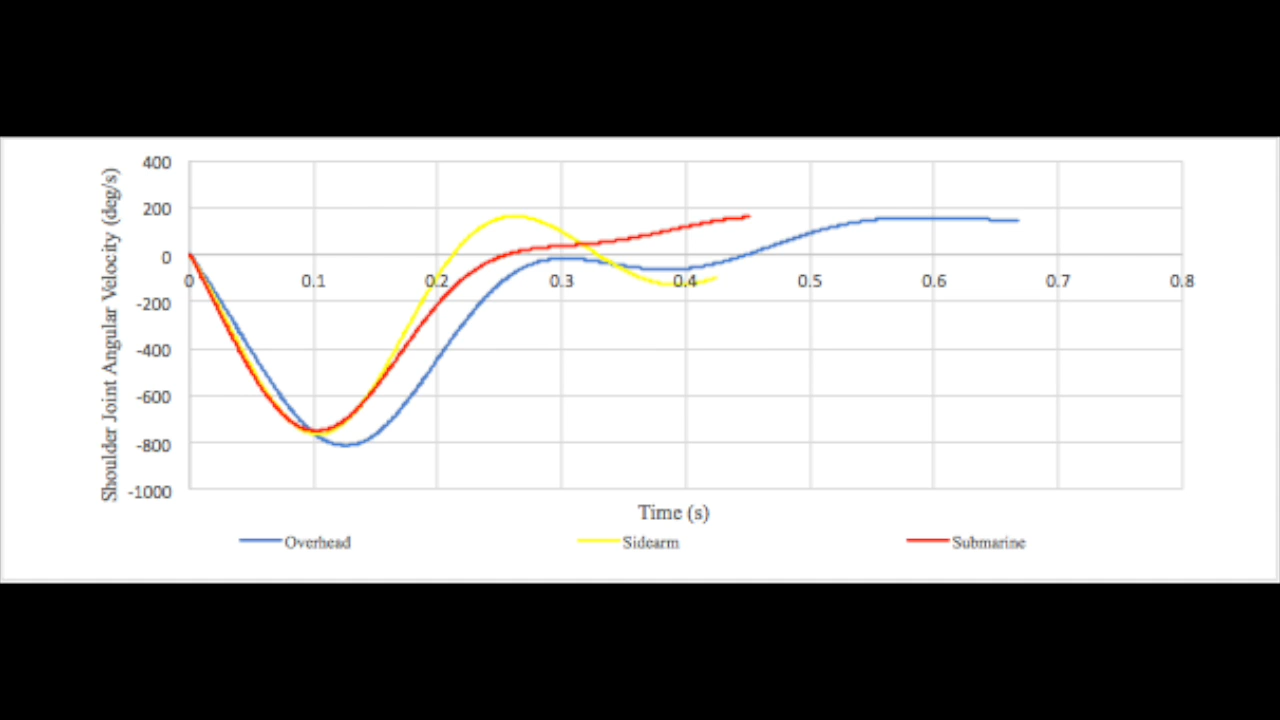 400
200
0
-200
-400
-600
-800
-1000
Shoulder Joint Angular Velocity (deg/s)
0 0.1 0.2 0.3 0.4 0.5 0.6 0.7 0.8
Time (s)
Overhead Sidearm Submarine